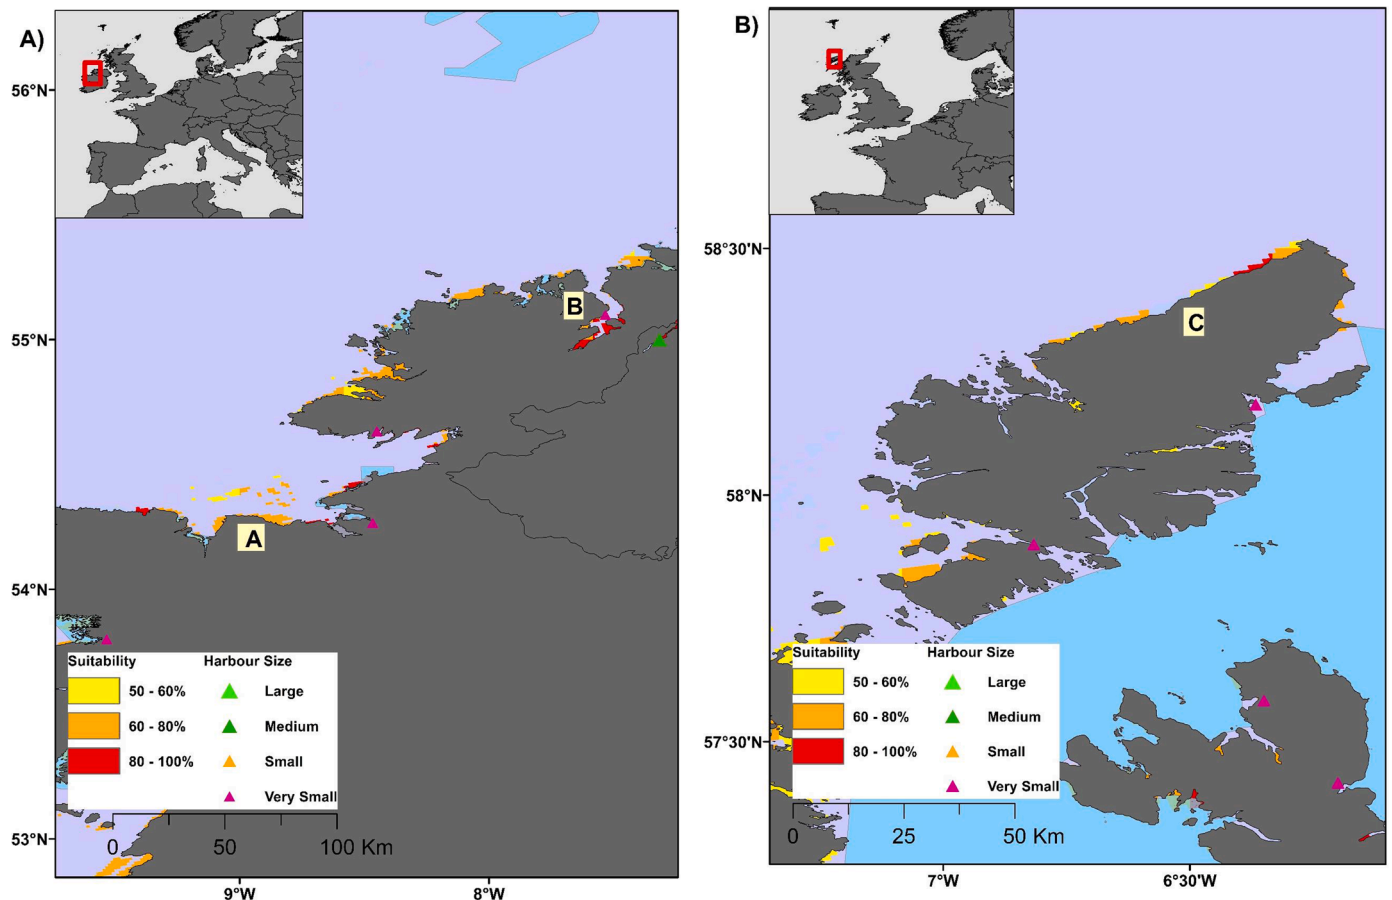 A)
56°N
55°N
54°N
53°N
B
A
Suitability
Harbour Size
50 - 60%
Large
60 - 80%
Medium
80 - 100%
Small
Very Small
0 50 100 Km
9°W
8°W
B)
58°30'N
58°N
57°30'N
C
Suitability
Harbour Size
50 - 60%
Large
60 - 80%
Medium
80 - 100%
Small
Very Small
0 25 50 Km
7°W
6°30'W